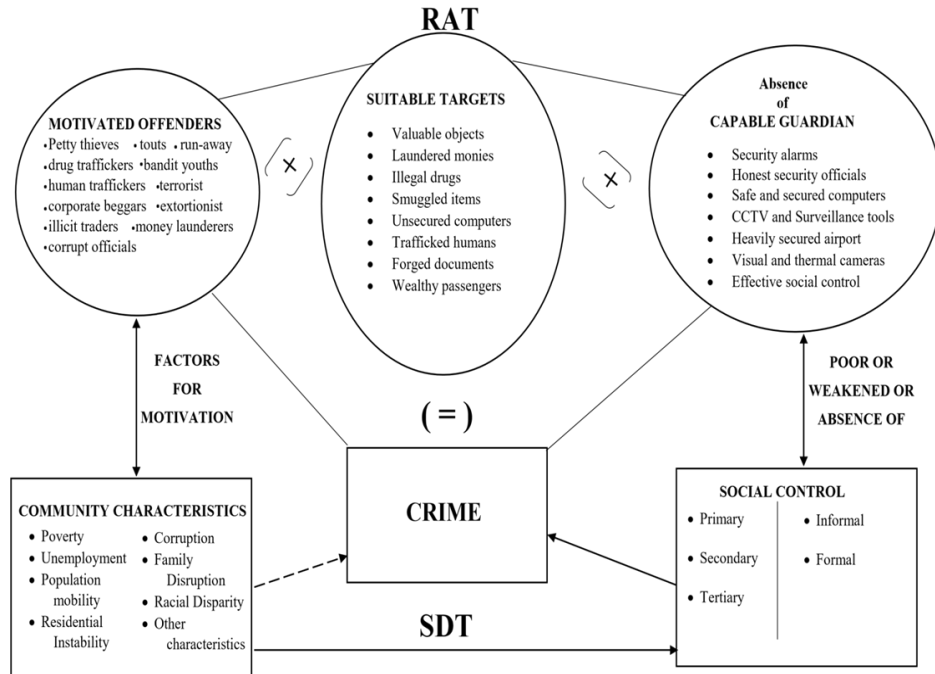 RAT
MOTIVATED OFFENDERS
•Petty thieves •touts •run-away
•drug traffickers •bandit youths
•human traffickers •terrorist
•corporate beggars •extortionist
•illicit traders •money launderers
•corrupt officials
×
SUITABLE TARGETS
• Valuable objects
• Laundered monies
• Illegal drugs
• Smuggled items
• Unsecured computers
• Trafficked humans
• Forged documents
• Wealthy passengers
×
Absence
of
CAPABLE GUARDIAN
• Security alarms
• Honest security officials
• Safe and secured computers
• CCTV and Surveillance tools
• Heavily secured airport
• Visual and thermal cameras
• Effective social control
FACTORS
FOR
MOTIVATION
( = )
POOR OR
WEAKENED OR
ABSENCE OF
COMMUNITY CHARACTERISTICS
• Poverty
• Unemployment
• Population
mobility
• Residential
Instability
• Corruption
• Family
Disruption
• Racial Disparity
• Other
characteristics
CRIME
SDT
SOCIAL CONTROL
• Primary
• Secondary
• Tertiary
• Informal
• Formal